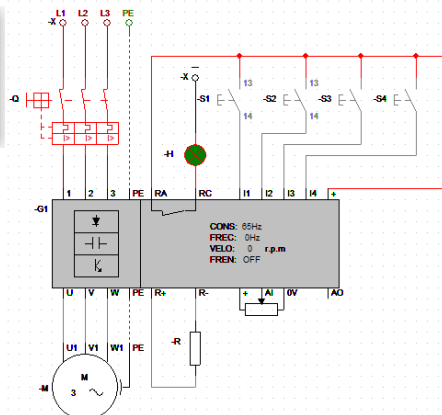 L1 L2 L3 PE
-X
-X
13 13
-Q
-S1 -S2 -S3 -S4
14 14
-H
1 2 3 PE RA RC I1 I2 I3 I4 +
-G1
CONS: 65Hz
FREC: 0Hz
VELO: 0 r.p.m
FREN: OFF
U V W PE R+ R- + AI 0V AO
-R
U1 V1 W1 PE
-M
M
3